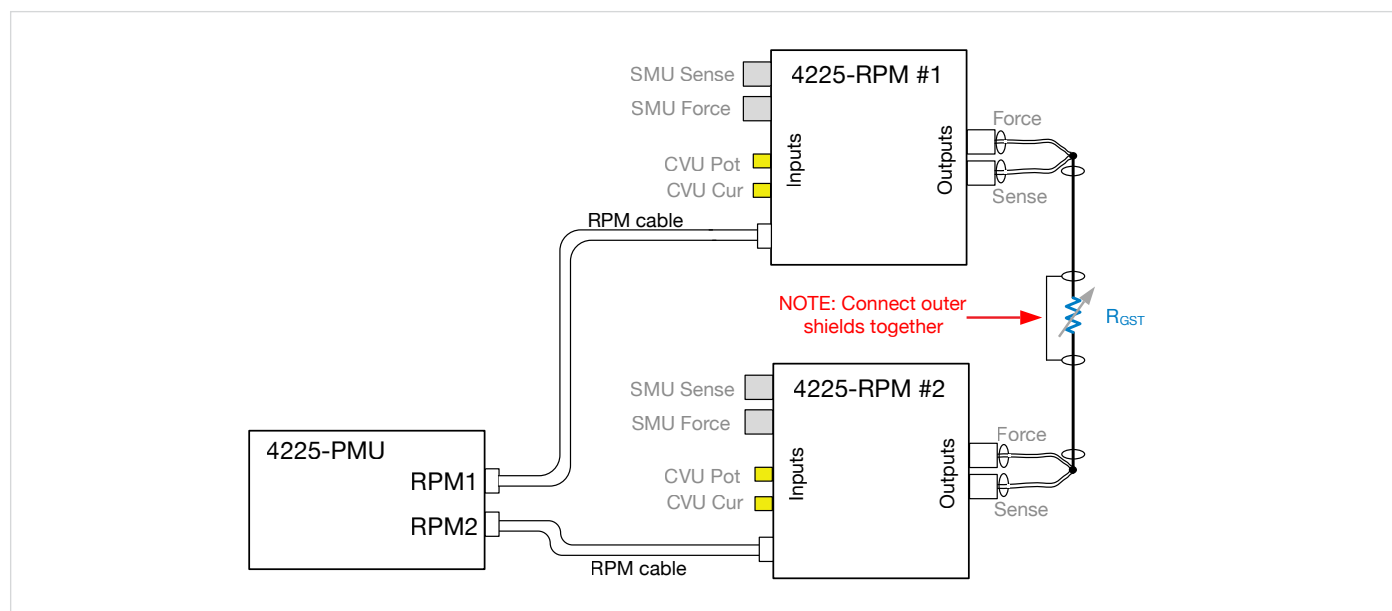 4225-RPM #1
SMU Sense
SMU Force
Inputs
Outputs
Force
Sense
CVU Pot
CVU Cur
RPM cable
NOTE: Connect outer
shields together
RGST
4225-RPM #2
SMU Sense
SMU Force
Inputs
Outputs
Force
Sense
CVU Pot
CVU Cur
4225-PMU
RPM1
RPM2
RPM cable